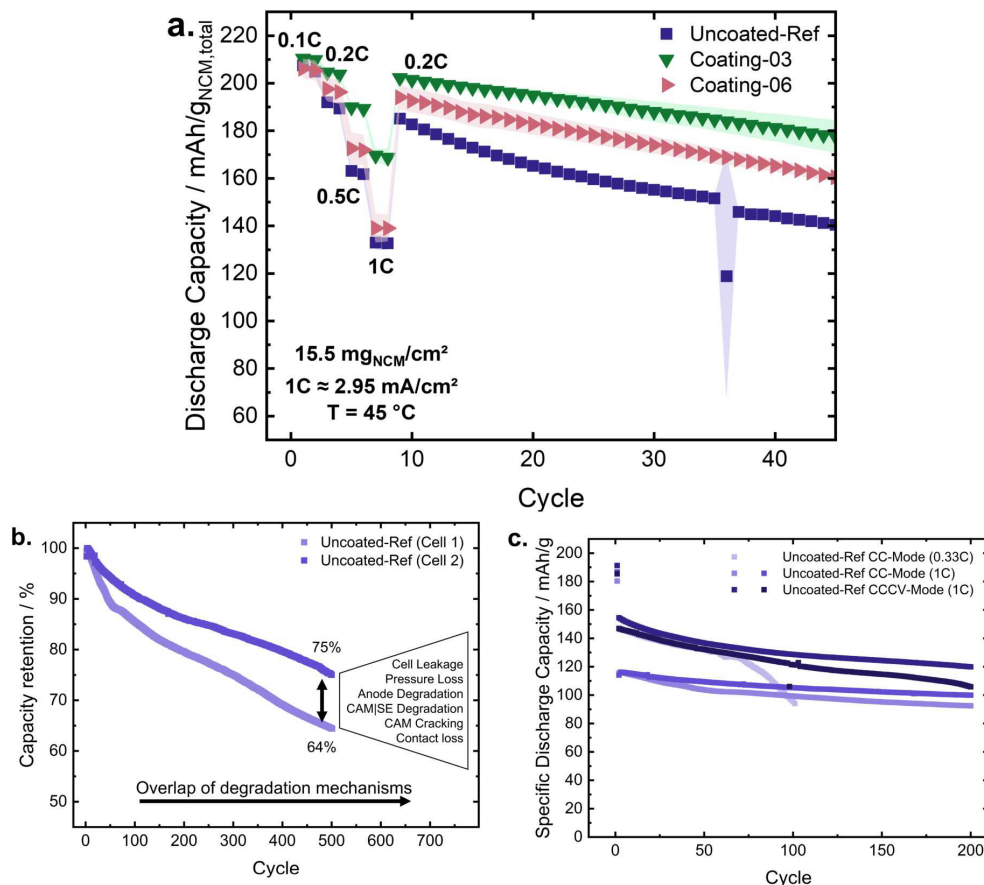 a.
Uncoated-Ref
Coating-03
Coating-06
0.1C
0.2C
0.5C
1C
0.2C
15.5 mg_NCM/cm²
1C ≈ 2.95 mA/cm²
T = 45 °C
Discharge Capacity / mAh/g_NCM,total
220
200
180
160
140
120
100
80
60
0 10 20 30 40
Cycle
b.
Uncoated-Ref (Cell 1)
Uncoated-Ref (Cell 2)
75%
64%
Cell Leakage
Pressure Loss
Anode Degradation
CAM|SE Degradation
CAM Cracking
Contact loss
Overlap of degradation mechanisms
Capacity retention / %
100
90
80
70
60
50
0 100 200 300 400 500 600 700
Cycle
c.
Uncoated-Ref CC-Mode (0.33C)
Uncoated-Ref CC-Mode (1C)
Uncoated-Ref CCCV-Mode (1C)
Specific Discharge Capacity / mAh/g
200
180
160
140
120
100
80
60
40
20
0
0 50 100 150 200
Cycle